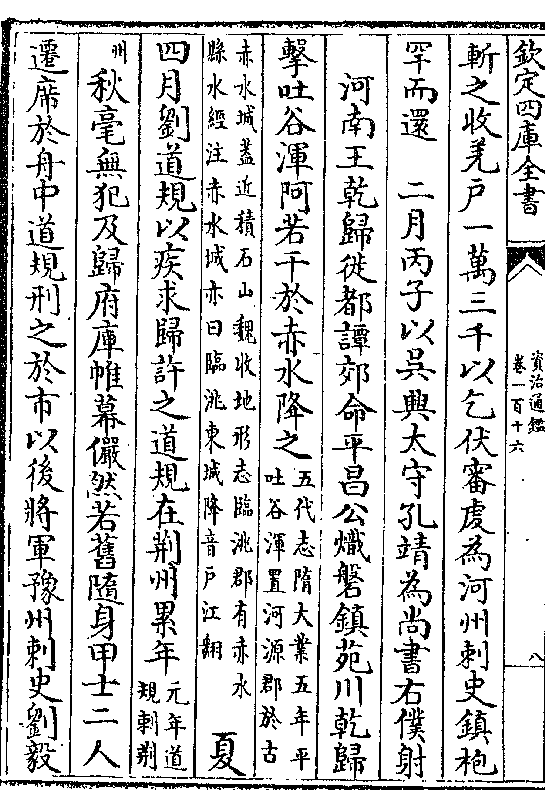 欽定四庫全書
資治通鑑
卷一百十六
八
斬之收羌戶一萬三千以乞伏審虔為河州刺史鎮枹
罕而還　二月丙子以吳興太守孔靖為尚書右僕射
河南王乾歸徙都譚郊命平昌公熾磐鎮苑川乾歸
擊吐谷渾阿若干於赤水降之
五代志隋大業五年平
吐谷渾置河源郡於古
赤水城蓋近積石山魏收地形志臨洮郡有赤水
縣水經注赤水城亦曰臨洮東城降音戶江翻
夏
四月劉道規以疾求歸許之道規在荊州累年
元年道
規刺荊
州
秋毫無犯及歸府庫帷幕儼然若舊隨身甲士二人
遷席於舟中道規刑之於市以後將軍豫州刺史劉毅